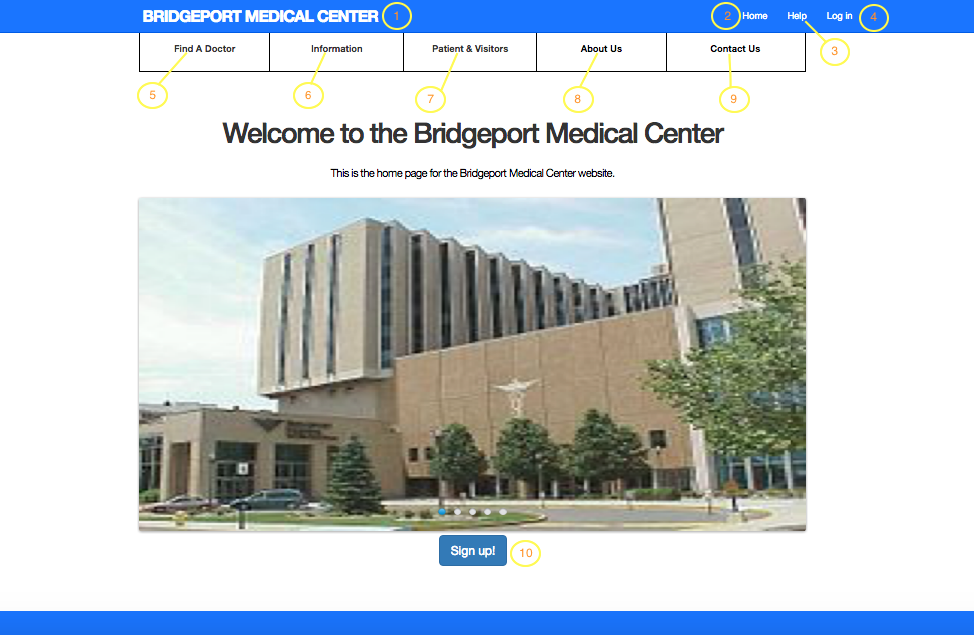 BRIDGEPORT MEDICAL CENTER 1 2 Home Help Log in 4
3
Find A Doctor Information Patient & Visitors About Us Contact Us
5 6 7 8 9
Welcome to the Bridgeport Medical Center
This is the home page for the Bridgeport Medical Center website.
Sign up! 10